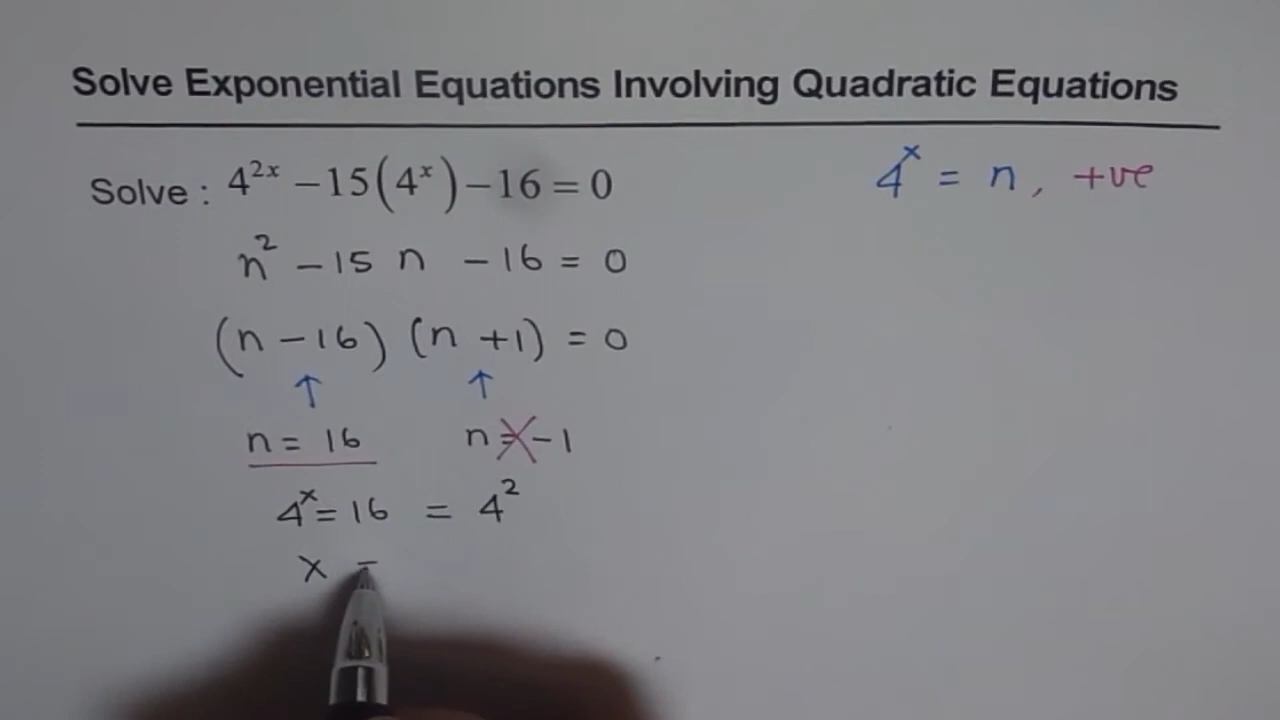 Solve Exponential Equations Involving Quadratic Equations
Solve : 4^{2x} − 15(4^x) − 16 = 0
4^x = n, +ve
n^2 − 15 n − 16 = 0
(n − 16) (n + 1) = 0
↑ ↑
n = 16 n = −1
4^x = 16 = 4^2
x =